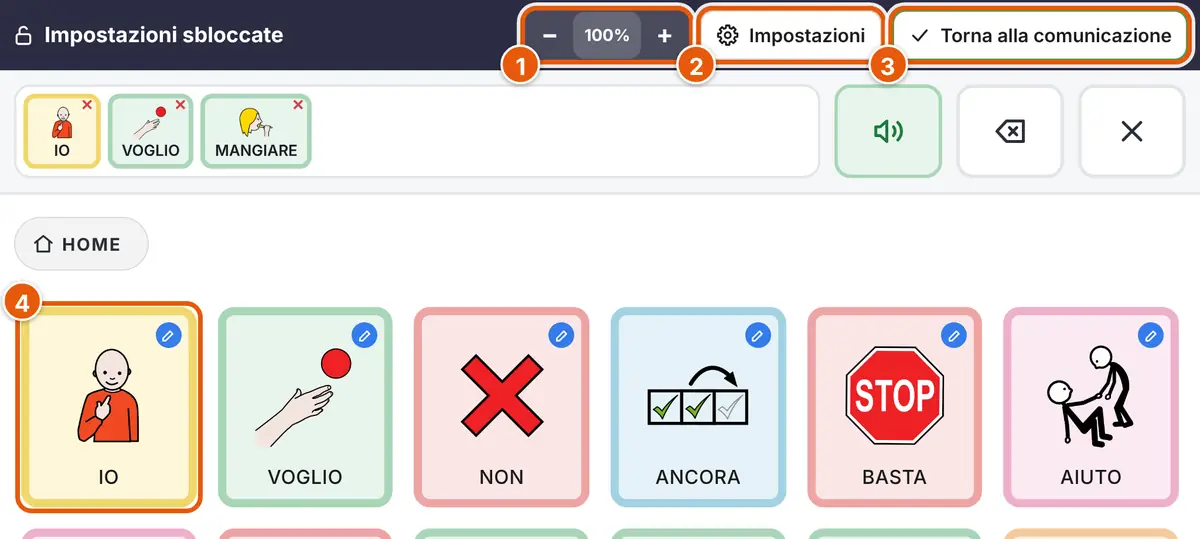 Impostazioni sbloccate
− 100% +
Impostazioni
Torna alla comunicazione
1
2
3
IO
VOGLIO
MANGIARE
HOME
4
STOP
IO
VOGLIO
NON
ANCORA
BASTA
AIUTO